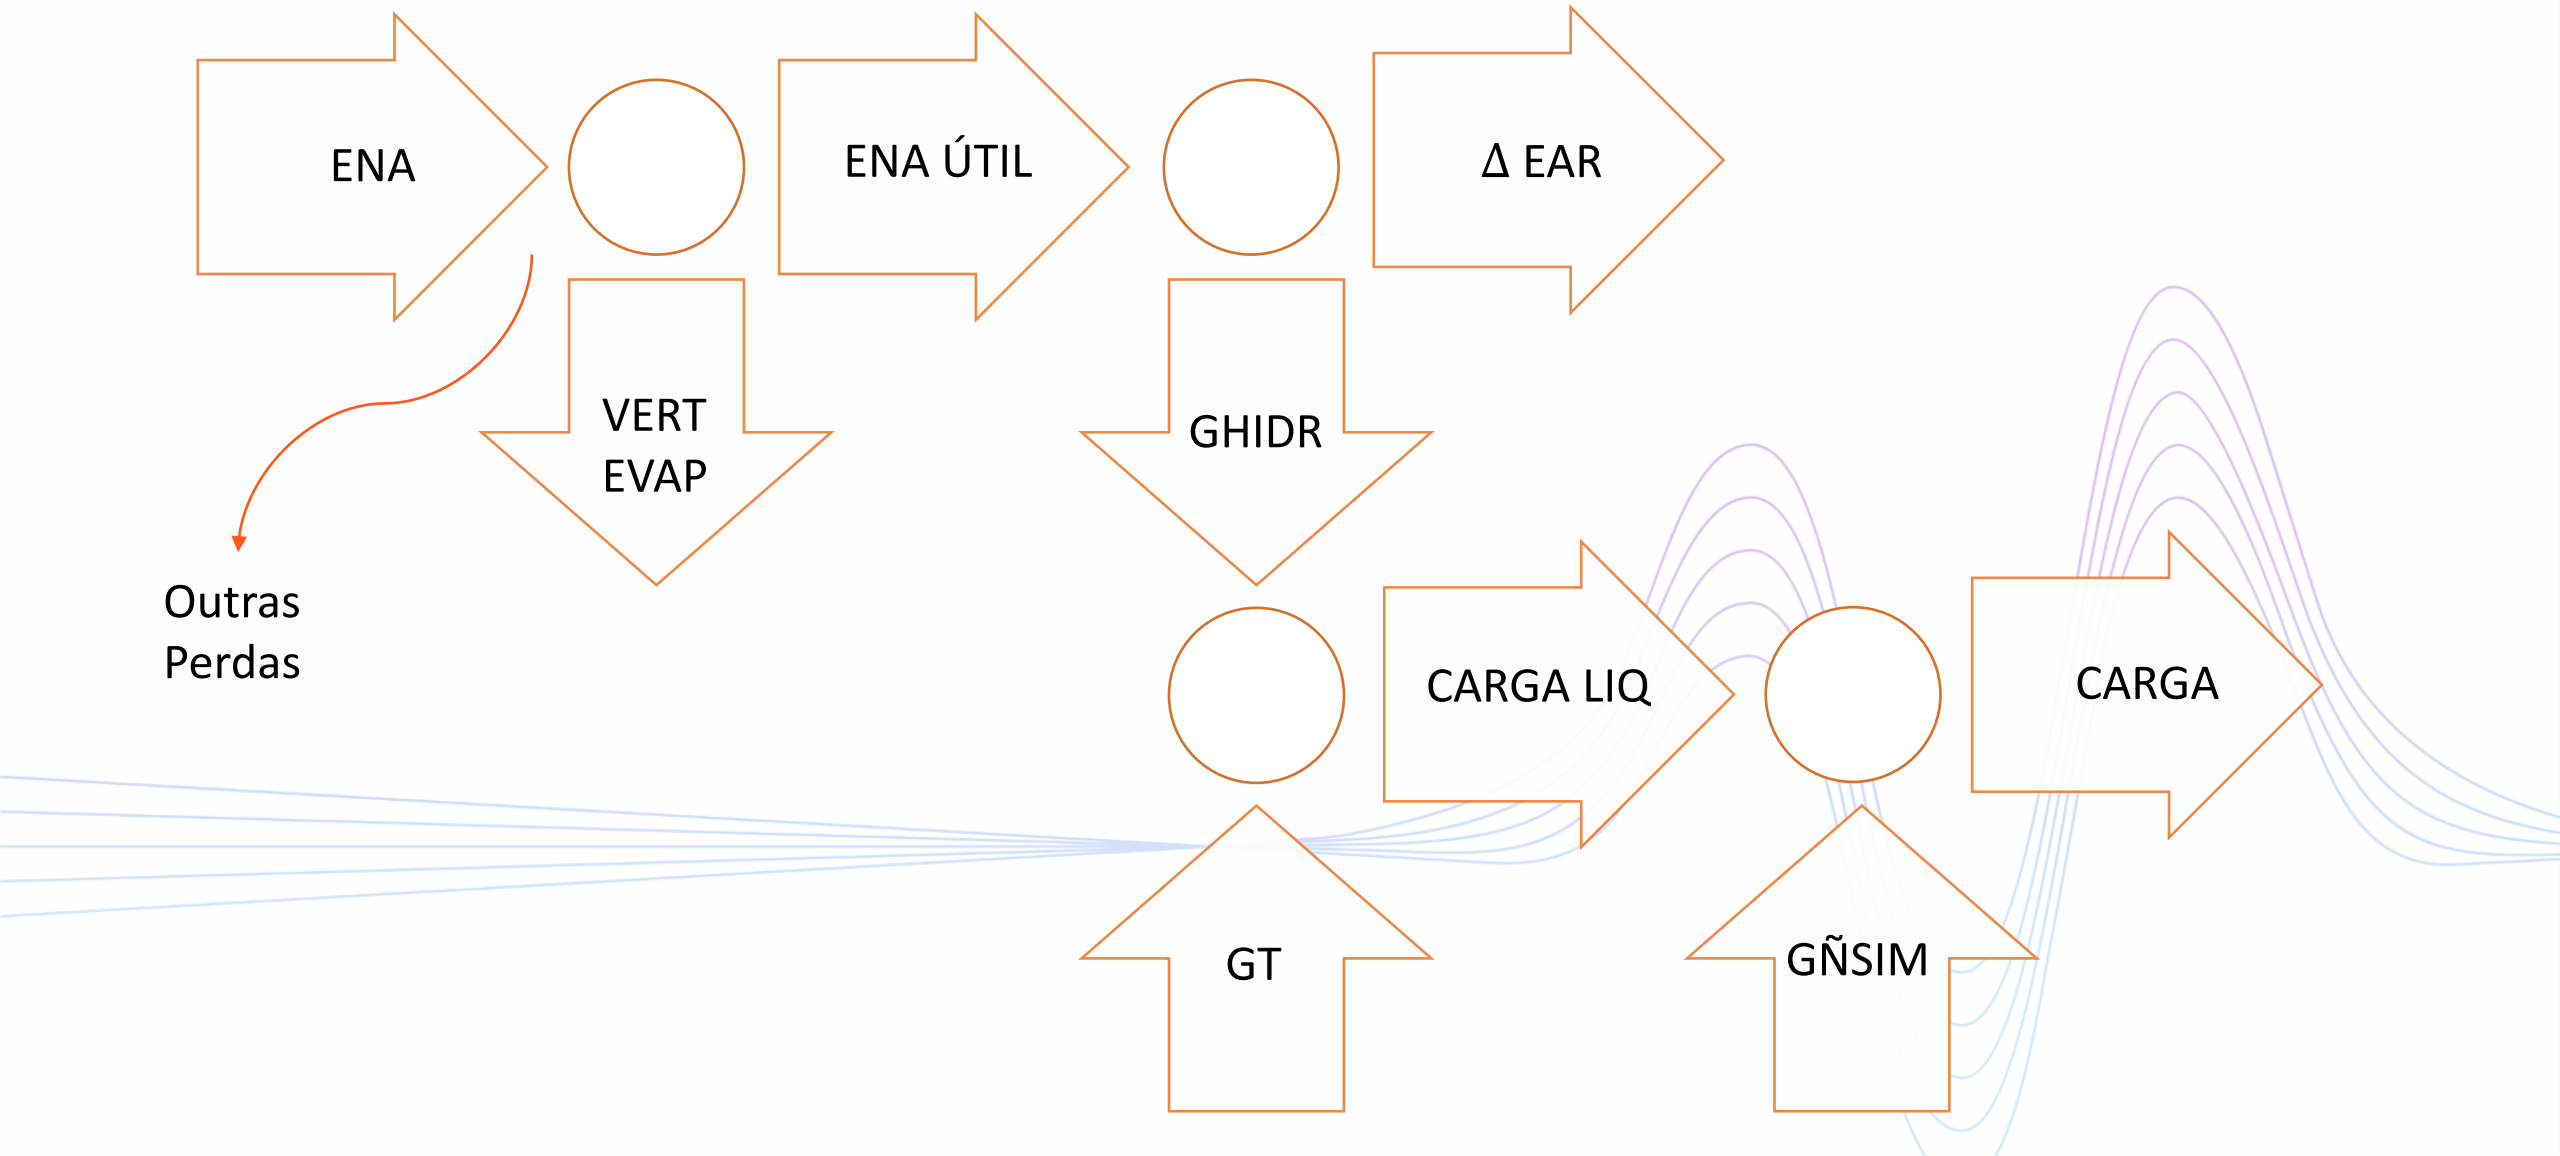 ENA
ENA ÚTIL
Δ EAR
VERT
EVAP
GHIDR
Outras
Perdas
CARGA LIQ
CARGA
GT
GÑSIM